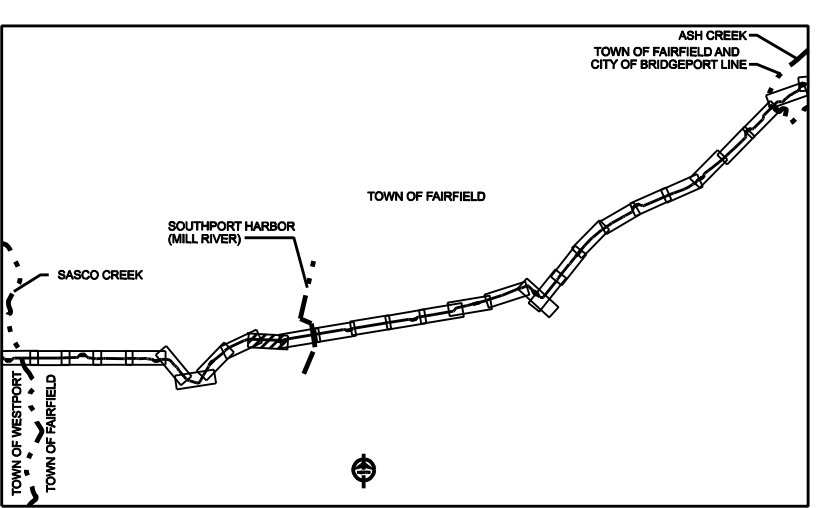 ASH CREEK
TOWN OF FAIRFIELD AND
CITY OF BRIDGEPORT LINE
TOWN OF FAIRFIELD
SOUTHPORT HARBOR
(MILL RIVER)
SASCO CREEK
TOWN OF WESTPORT
TOWN OF FAIRFIELD